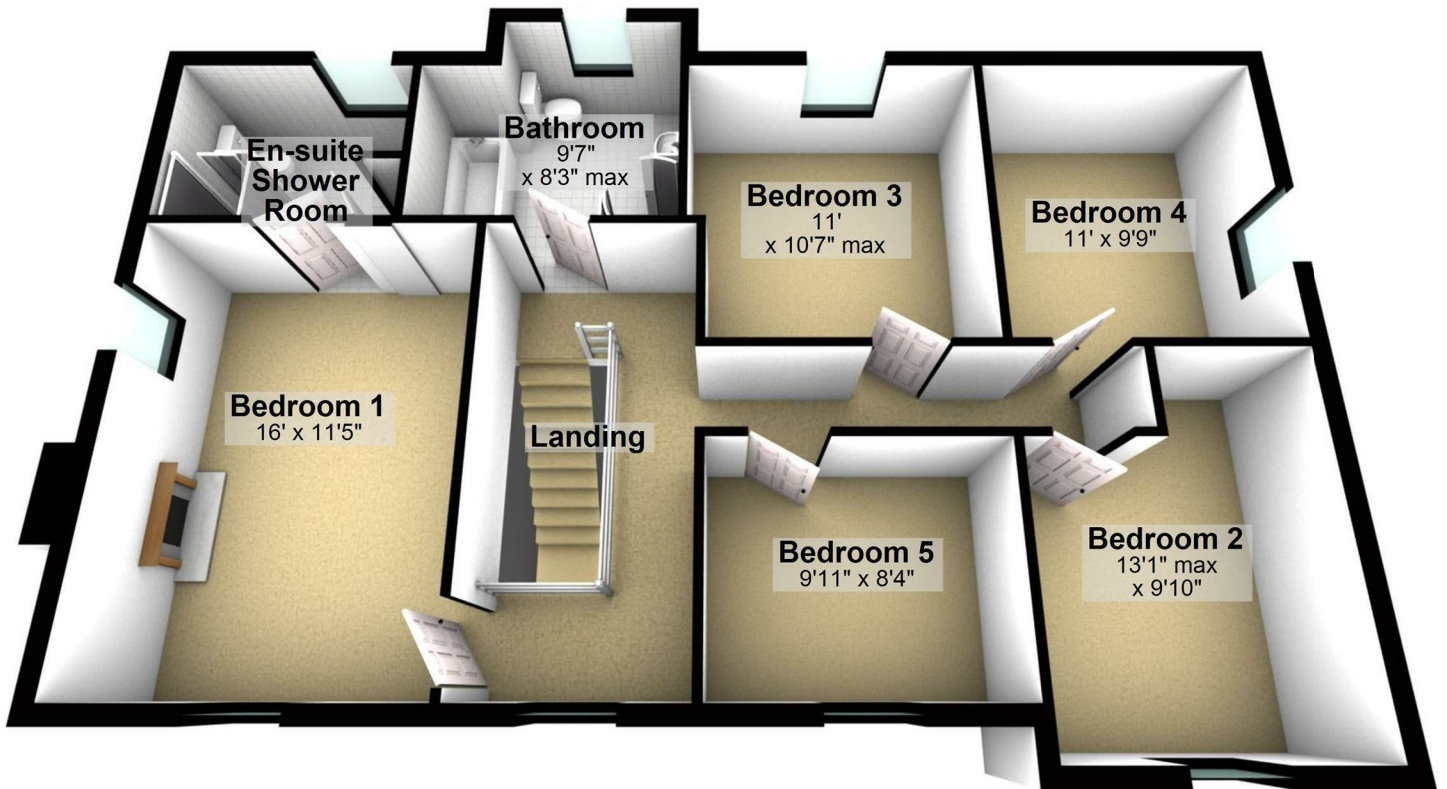 En-suite
Shower
Room
Bathroom
9'7"
x 8'3" max
Bedroom 3
11'
x 10'7" max
Bedroom 4
11' x 9'9"
Bedroom 1
16' x 11'5"
Landing
Bedroom 5
9'11" x 8'4"
Bedroom 2
13'1" max
x 9'10"